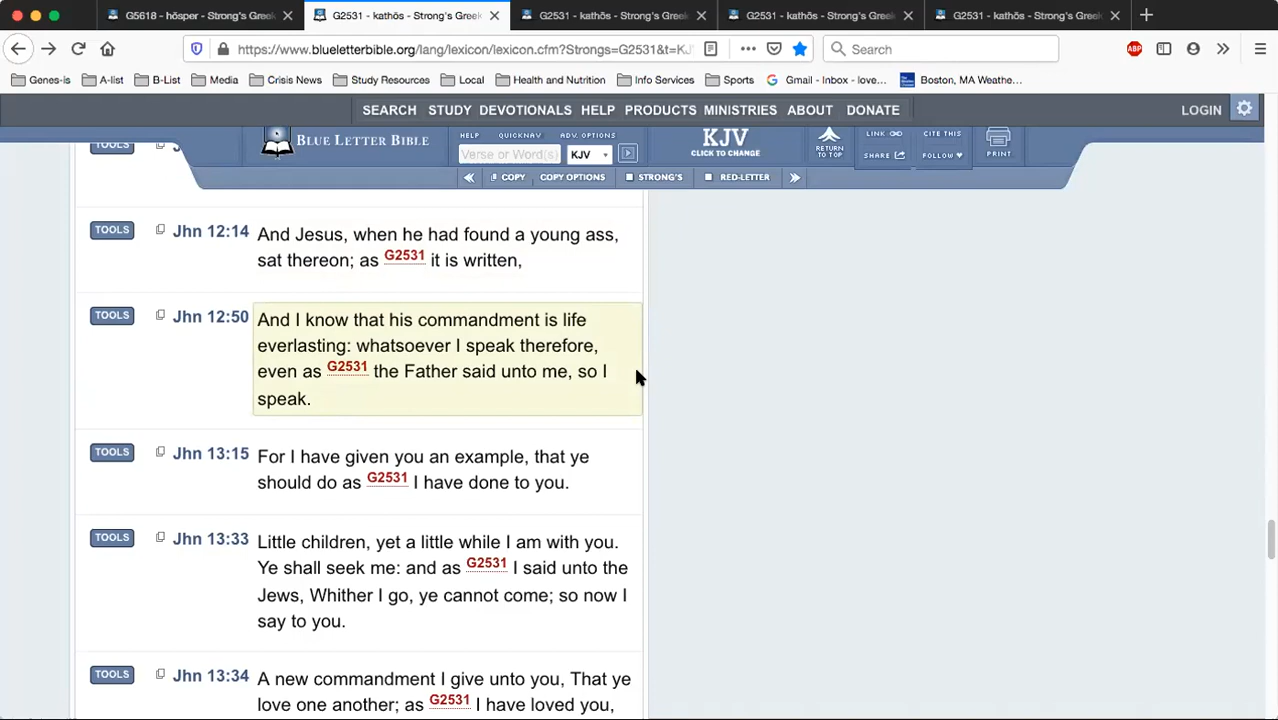 G5618 - hōsper - Strong's Greek
G2531 - kathōs - Strong's Greek
G2531 - kathōs - Strong's Greek
G2531 - kathōs - Strong's Greek
G2531 - kathōs - Strong's Greek
https://www.blueletterbible.org/lang/lexicon/lexicon.cfm?Strongs=G2531&t=KJ
Search
ABP
Genes-is
A-list
B-List
Media
Crisis News
Study Resources
Local
Health and Nutrition
Info Services
Sports
Gmail - Inbox - love...
Boston, MA Weathe...
SEARCH STUDY DEVOTIONALS HELP PRODUCTS MINISTRIES ABOUT DONATE
LOGIN
BLUE LETTER BIBLE
HELP QUICKNAV ADV. OPTIONS
Verse or Word(s) KJV
KJV
CLICK TO CHANGE
RETURN
TO TOP
LINK
CITE THIS
SHARE
FOLLOW
PRINT
COPY COPY OPTIONS STRONG'S RED-LETTER
TOOLS
TOOLS Jhn 12:14 And Jesus, when he had found a young ass,
sat thereon; as G2531 it is written,
TOOLS Jhn 12:50 And I know that his commandment is life
everlasting: whatsoever I speak therefore,
even as G2531 the Father said unto me, so I
speak.
TOOLS Jhn 13:15 For I have given you an example, that ye
should do as G2531 I have done to you.
TOOLS Jhn 13:33 Little children, yet a little while I am with you.
Ye shall seek me: and as G2531 I said unto the
Jews, Whither I go, ye cannot come; so now I
say to you.
TOOLS Jhn 13:34 A new commandment I give unto you, That ye
love one another; as G2531 I have loved you,